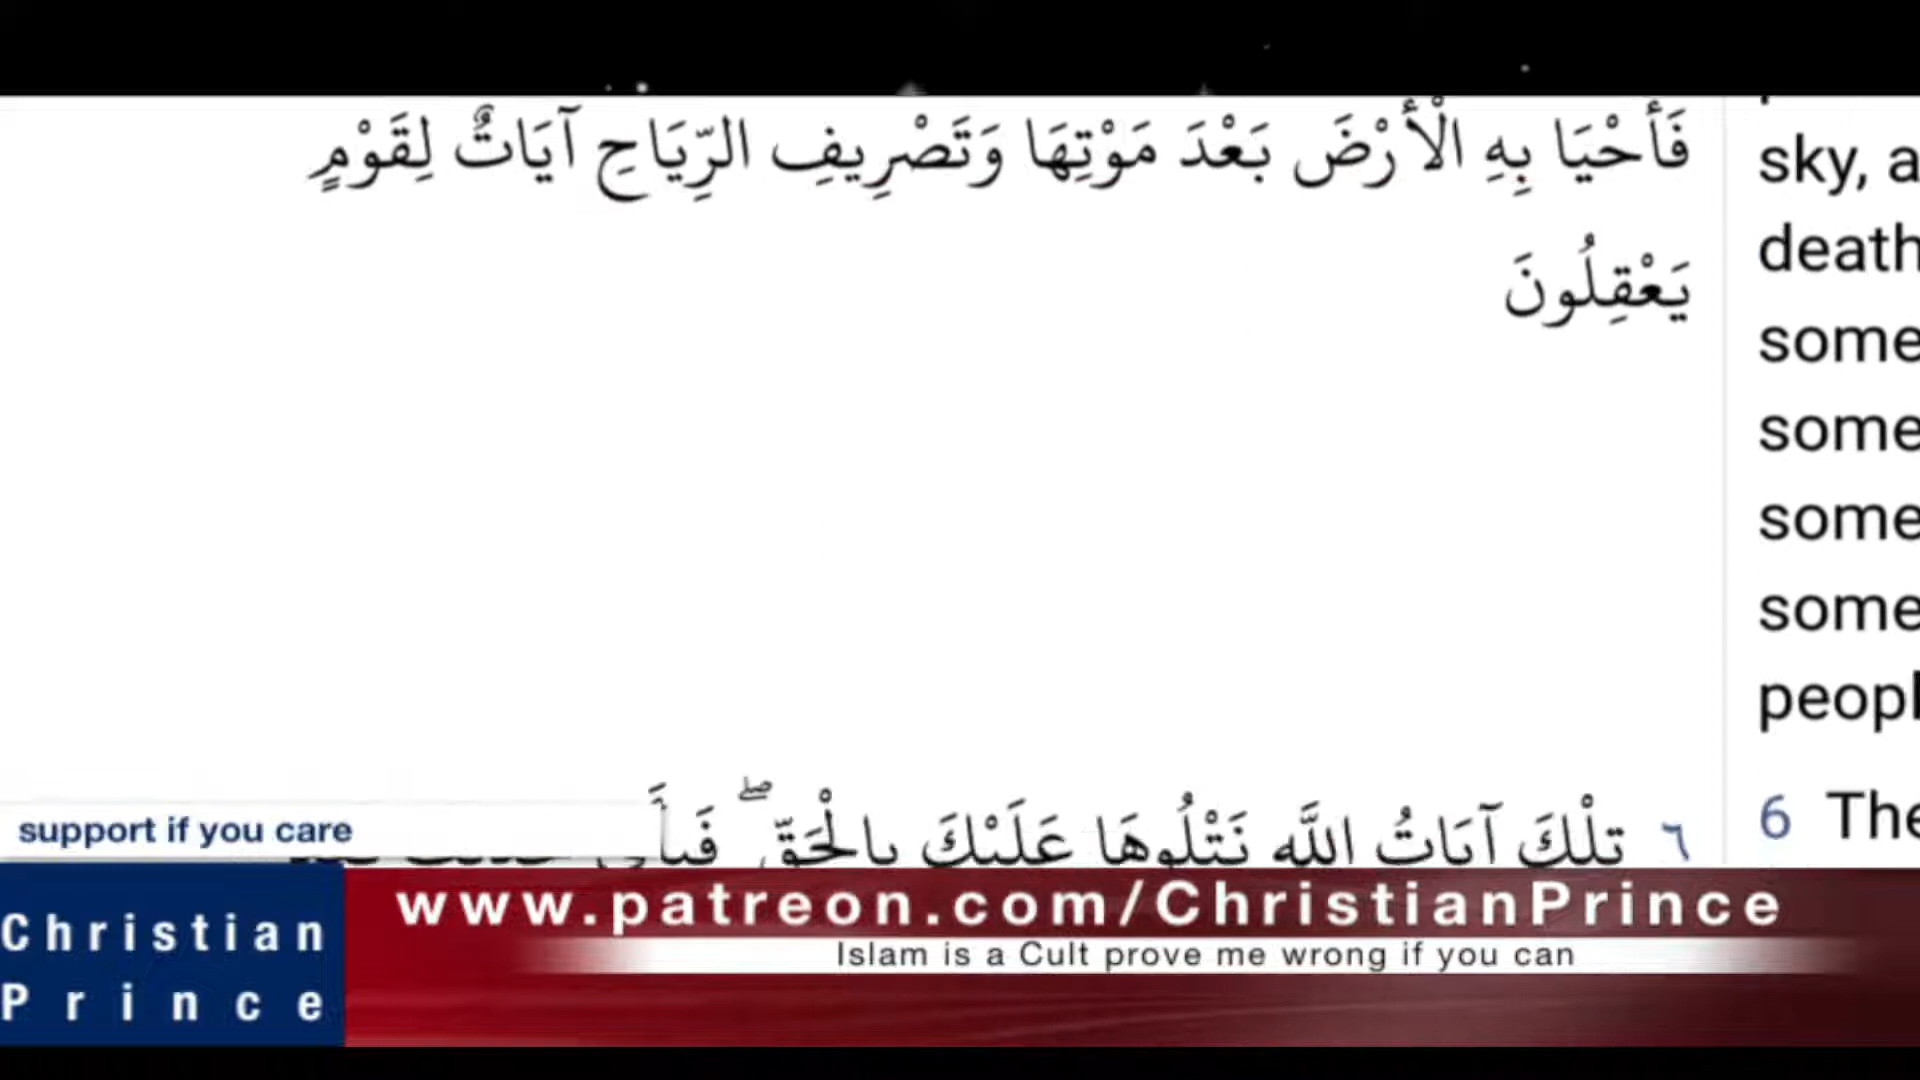 فَأَحْيَا بِهِ الْأَرْضَ بَعْدَ مَوْتِهَا وَتَصْرِيفِ الرِّيَاحِ آيَاتٌ لِقَوْمٍ
يَعْقِلُونَ
sky, a
death
some
some
some
some
peopl
٦ تِلْكَ آيَاتُ اللَّهِ نَتْلُوهَا عَلَيْكَ بِالْحَقِّ ۖ
6 The
support if you care
Christian
Prince
www.patreon.com/ChristianPrince
Islam is a Cult prove me wrong if you can